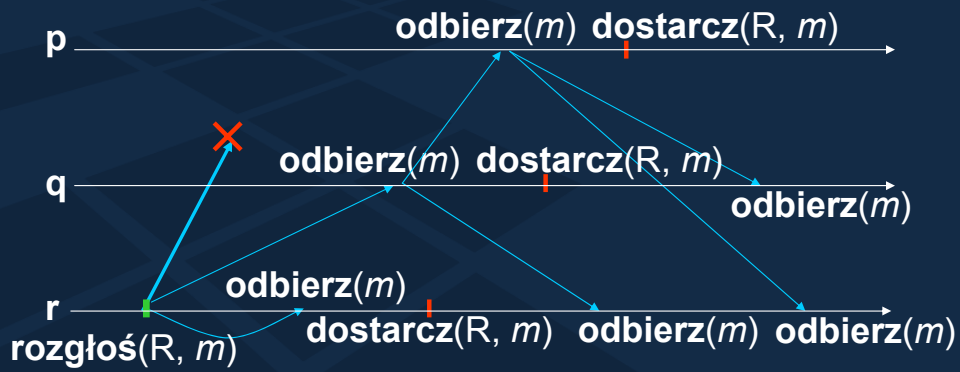 odbierz(m) dostarcz(R, m)
p
odbierz(m) dostarcz(R, m)
q
odbierz(m)
odbierz(m)
r
dostarcz(R, m) odbierz(m) odbierz(m)
rozgłoś(R, m)